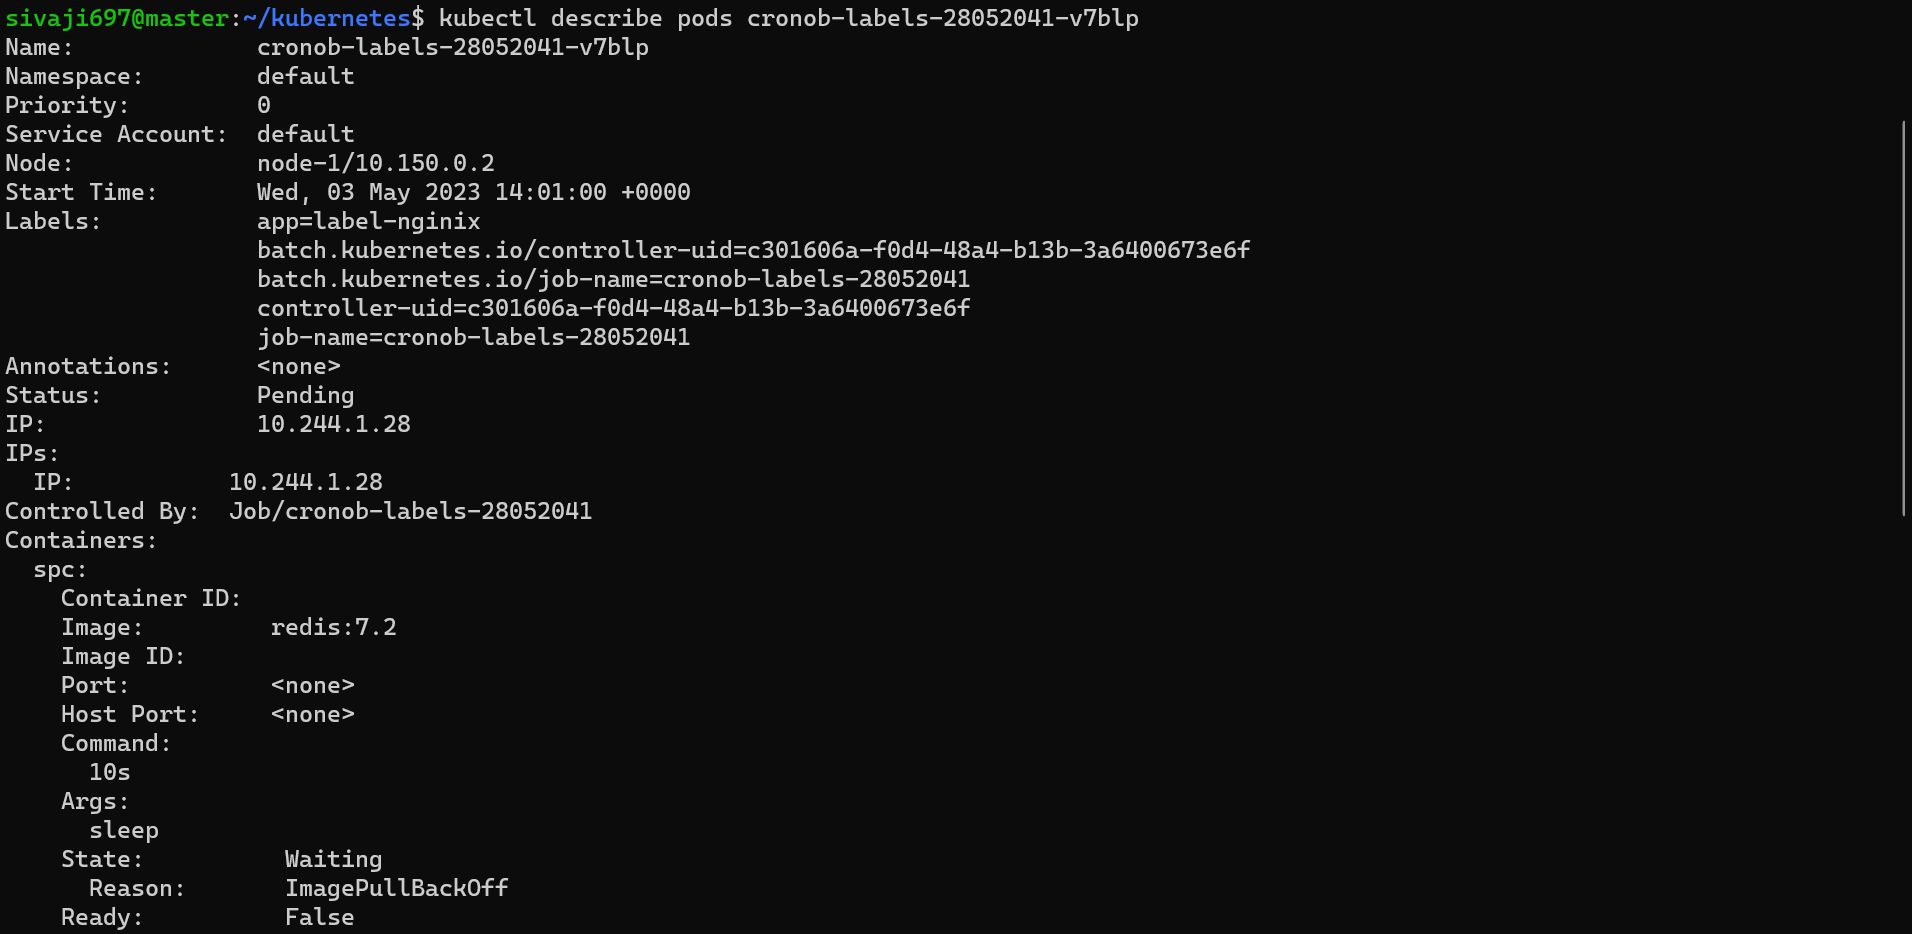 sivaji697@master:~/kubernetes$ kubectl describe pods cronob-labels-28052041-v7blp
Name:             cronob-labels-28052041-v7blp
Namespace:        default
Priority:         0
Service Account:  default
Node:             node-1/10.150.0.2
Start Time:       Wed, 03 May 2023 14:01:00 +0000
Labels:           app=label-nginix
                  batch.kubernetes.io/controller-uid=c301606a-f0d4-48a4-b13b-3a6400673e6f
                  batch.kubernetes.io/job-name=cronob-labels-28052041
                  controller-uid=c301606a-f0d4-48a4-b13b-3a6400673e6f
                  job-name=cronob-labels-28052041
Annotations:      <none>
Status:           Pending
IP:               10.244.1.28
IPs:
  IP:           10.244.1.28
Controlled By:  Job/cronob-labels-28052041
Containers:
  spc:
    Container ID:
    Image:         redis:7.2
    Image ID:
    Port:          <none>
    Host Port:     <none>
    Command:
      10s
    Args:
      sleep
    State:          Waiting
      Reason:       ImagePullBackOff
    Ready:          False